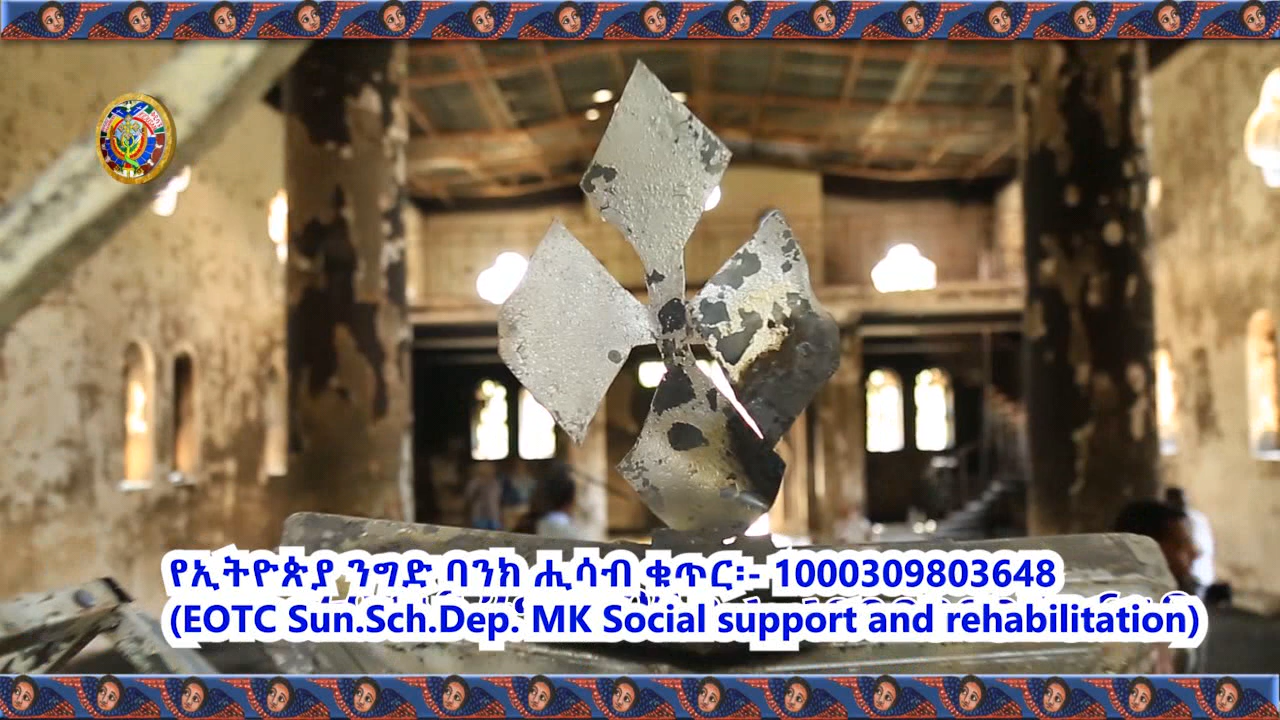 የኢትዮጵያ ንግድ ባንክ ሒሳብ ቁጥር፡- 1000309803648
(EOTC Sun.Sch.Dep. MK Social support and rehabilitation)